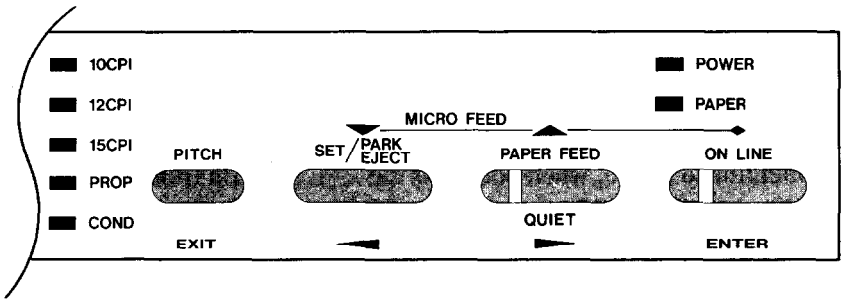 10CPI
12CPI
15CPI
PROP
COND
PITCH
EXIT
MICRO FEED
SET/PARK
EJECT
PAPER FEED
QUIET
POWER
PAPER
ON LINE
ENTER